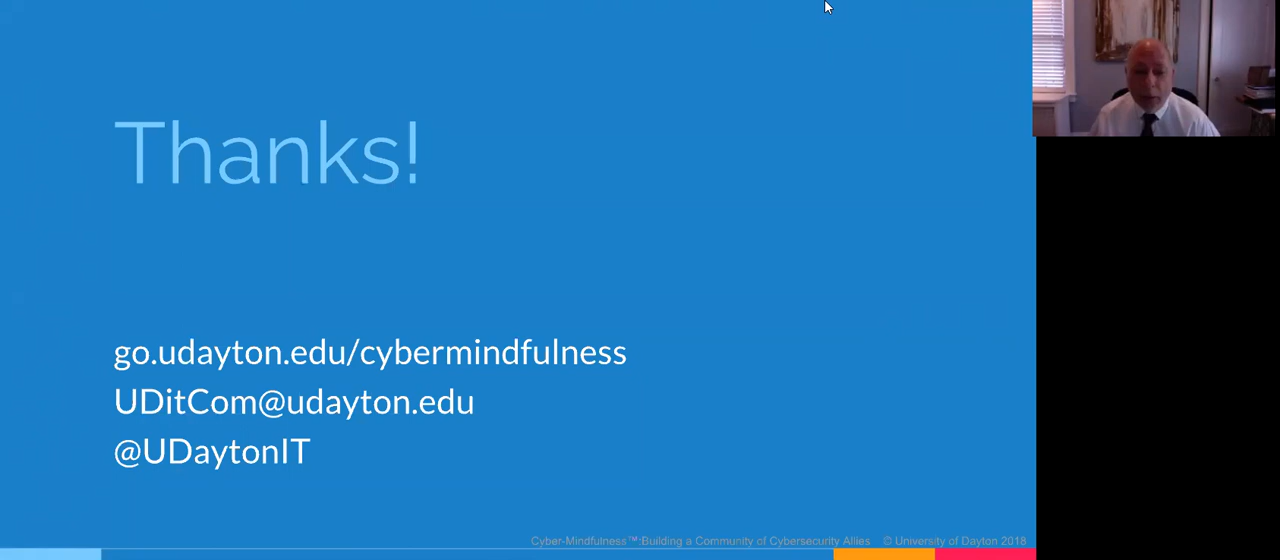 Thanks!
go.udayton.edu/cybermindfulness
UDitCom@udayton.edu
@UDaytonIT
Cyber-Mindfulness™:Building a Community of Cybersecurity Allies © University of Dayton 2018